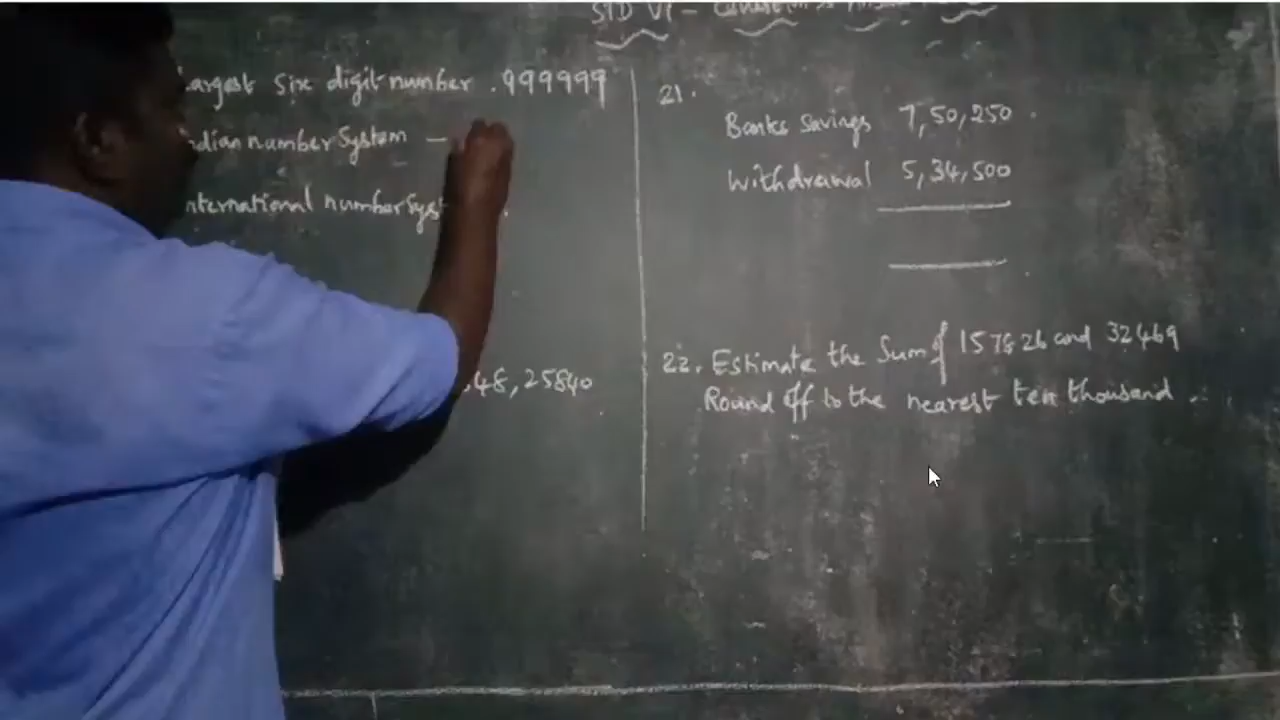 STD VI -
largest six digit number . 999999
Indian number System —
International number Syst
48, 25840
21.
Banks Savings 7,50,250 .
Withdrawal 5,34,500
22. Estimate the Sum of 157826 and 32469
Round off to the nearest ten thousand .